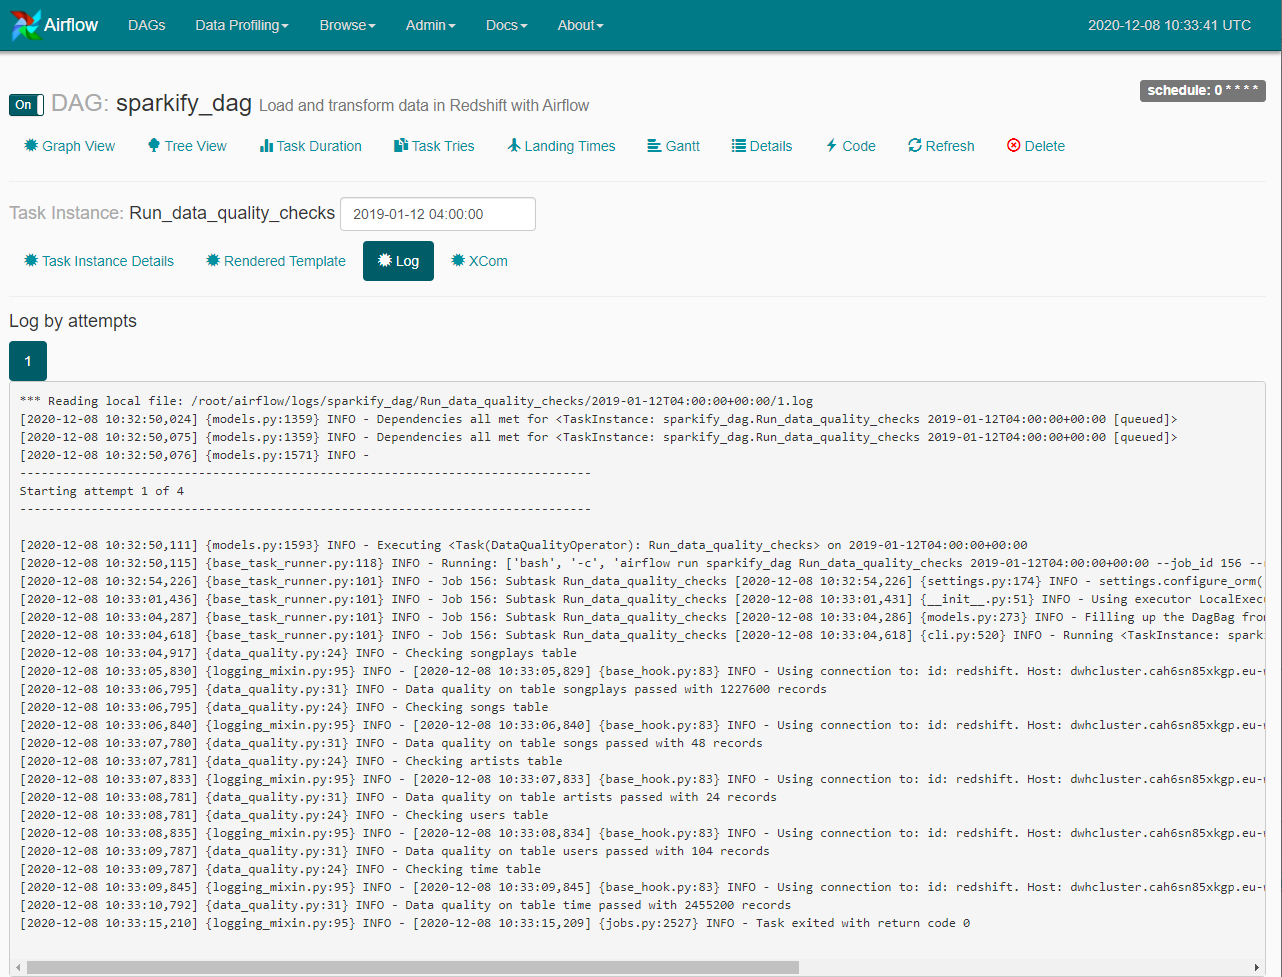 Airflow DAGs Data Profiling Browse Admin Docs About 2020-12-08 10:33:41 UTC
On DAG: sparkify_dag Load and transform data in Redshift with Airflow schedule: 0 * * * *
Graph View Tree View Task Duration Task Tries Landing Times Gantt Details Code Refresh Delete
Task Instance: Run_data_quality_checks 2019-01-12 04:00:00
Task Instance Details Rendered Template Log XCom
Log by attempts
1
*** Reading local file: /root/airflow/logs/sparkify_dag/Run_data_quality_checks/2019-01-12T04:00:00+00:00/1.log
[2020-12-08 10:32:50,024] {models.py:1359} INFO - Dependencies all met for <TaskInstance: sparkify_dag.Run_data_quality_checks 2019-01-12T04:00:00+00:00 [queued]>
[2020-12-08 10:32:50,075] {models.py:1359} INFO - Dependencies all met for <TaskInstance: sparkify_dag.Run_data_quality_checks 2019-01-12T04:00:00+00:00 [queued]>
[2020-12-08 10:32:50,076] {models.py:1571} INFO -
--------------------------------------------------------------------------------
Starting attempt 1 of 4
--------------------------------------------------------------------------------
[2020-12-08 10:32:50,111] {models.py:1593} INFO - Executing <Task(DataQualityOperator): Run_data_quality_checks> on 2019-01-12T04:00:00+00:00
[2020-12-08 10:32:50,115] {base_task_runner.py:118} INFO - Running: ['bash', '-c', 'airflow run sparkify_dag Run_data_quality_checks 2019-01-12T04:00:00+00:00 --job_id 156 --r
[2020-12-08 10:32:54,226] {base_task_runner.py:101} INFO - Job 156: Subtask Run_data_quality_checks [2020-12-08 10:32:54,226] {settings.py:174} INFO - settings.configure_orm(
[2020-12-08 10:33:01,436] {base_task_runner.py:101} INFO - Job 156: Subtask Run_data_quality_checks [2020-12-08 10:33:01,431] {__init__.py:51} INFO - Using executor LocalExec
[2020-12-08 10:33:04,287] {base_task_runner.py:101} INFO - Job 156: Subtask Run_data_quality_checks [2020-12-08 10:33:04,286] {models.py:273} INFO - Filling up the DagBag fro
[2020-12-08 10:33:04,618] {base_task_runner.py:101} INFO - Job 156: Subtask Run_data_quality_checks [2020-12-08 10:33:04,618] {cli.py:520} INFO - Running <TaskInstance: spark
[2020-12-08 10:33:04,917] {data_quality.py:24} INFO - Checking songplays table
[2020-12-08 10:33:05,830] {logging_mixin.py:95} INFO - [2020-12-08 10:33:05,829] {base_hook.py:83} INFO - Using connection to: id: redshift. Host: dwhcluster.cah6sn85xkgp.eu-w
[2020-12-08 10:33:06,795] {data_quality.py:31} INFO - Data quality on table songplays passed with 1227600 records
[2020-12-08 10:33:06,795] {data_quality.py:24} INFO - Checking songs table
[2020-12-08 10:33:06,840] {logging_mixin.py:95} INFO - [2020-12-08 10:33:06,840] {base_hook.py:83} INFO - Using connection to: id: redshift. Host: dwhcluster.cah6sn85xkgp.eu-w
[2020-12-08 10:33:07,780] {data_quality.py:31} INFO - Data quality on table songs passed with 48 records
[2020-12-08 10:33:07,781] {data_quality.py:24} INFO - Checking artists table
[2020-12-08 10:33:07,833] {logging_mixin.py:95} INFO - [2020-12-08 10:33:07,833] {base_hook.py:83} INFO - Using connection to: id: redshift. Host: dwhcluster.cah6sn85xkgp.eu-w
[2020-12-08 10:33:08,781] {data_quality.py:31} INFO - Data quality on table artists passed with 24 records
[2020-12-08 10:33:08,781] {data_quality.py:24} INFO - Checking users table
[2020-12-08 10:33:08,835] {logging_mixin.py:95} INFO - [2020-12-08 10:33:08,834] {base_hook.py:83} INFO - Using connection to: id: redshift. Host: dwhcluster.cah6sn85xkgp.eu-w
[2020-12-08 10:33:09,787] {data_quality.py:31} INFO - Data quality on table users passed with 104 records
[2020-12-08 10:33:09,787] {data_quality.py:24} INFO - Checking time table
[2020-12-08 10:33:09,845] {logging_mixin.py:95} INFO - [2020-12-08 10:33:09,845] {base_hook.py:83} INFO - Using connection to: id: redshift. Host: dwhcluster.cah6sn85xkgp.eu-w
[2020-12-08 10:33:10,792] {data_quality.py:31} INFO - Data quality on table time passed with 2455200 records
[2020-12-08 10:33:15,210] {logging_mixin.py:95} INFO - [2020-12-08 10:33:15,209] {jobs.py:2527} INFO - Task exited with return code 0